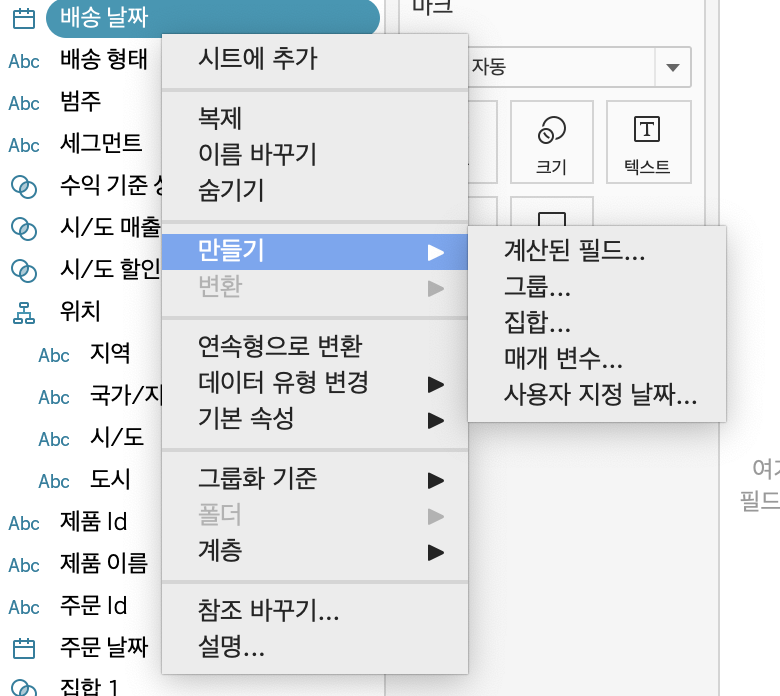 배송 날짜
Abc 배송 형태
Abc 범주
Abc 세그먼트
수익 기준
시/도 매출
시/도 할인
위치
Abc 지역
Abc 국가/지
Abc 시/도
Abc 도시
Abc 제품 Id
Abc 제품 이름
Abc 주문 Id
주문 날짜
집합 1
시트에 추가
복제
이름 바꾸기
숨기기
만들기
변환
연속형으로 변환
데이터 유형 변경
기본 속성
그룹화 기준
폴더
계층
참조 바꾸기...
설명...
계산된 필드...
그룹...
집합...
매개 변수...
사용자 지정 날짜...
마크
자동
크기
T
텍스트
필드